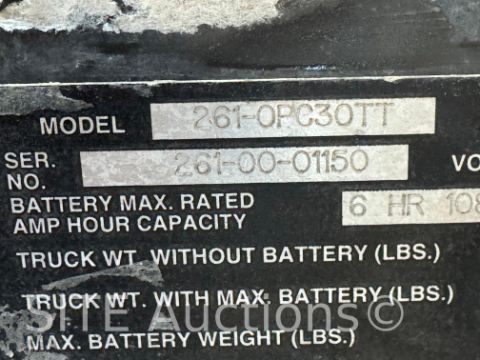 MODEL 261-OPC30TT
SER. NO. 261-00-01150 VO
BATTERY MAX. RATED
AMP HOUR CAPACITY 6 HR 108
TRUCK WT. WITHOUT BATTERY (LBS.)
TRUCK WT. WITH MAX. BATTERY (LBS.)
MAX. BATTERY WEIGHT (LBS.)
SITE Auctions